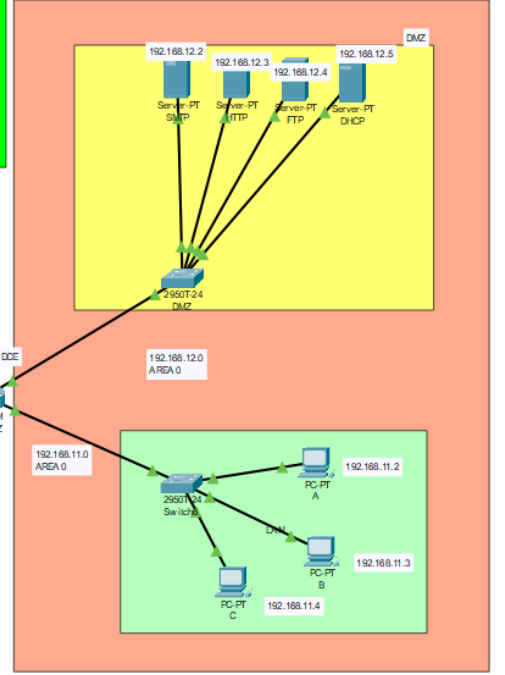 DMZ
192.168.12.2
192.168.12.3
192.168.12.4
192.168.12.5
Server-PT
SMTP
Server-PT
HTTP
Server-PT
FTP
Server-PT
DHCP
2950T-24
DMZ
DCE
192.168.12.0
AREA 0
192.168.11.0
AREA 0
2950T-24
LAN
PC-PT
A
192.168.11.2
PC-PT
B
192.168.11.3
PC-PT
C
192.168.11.4